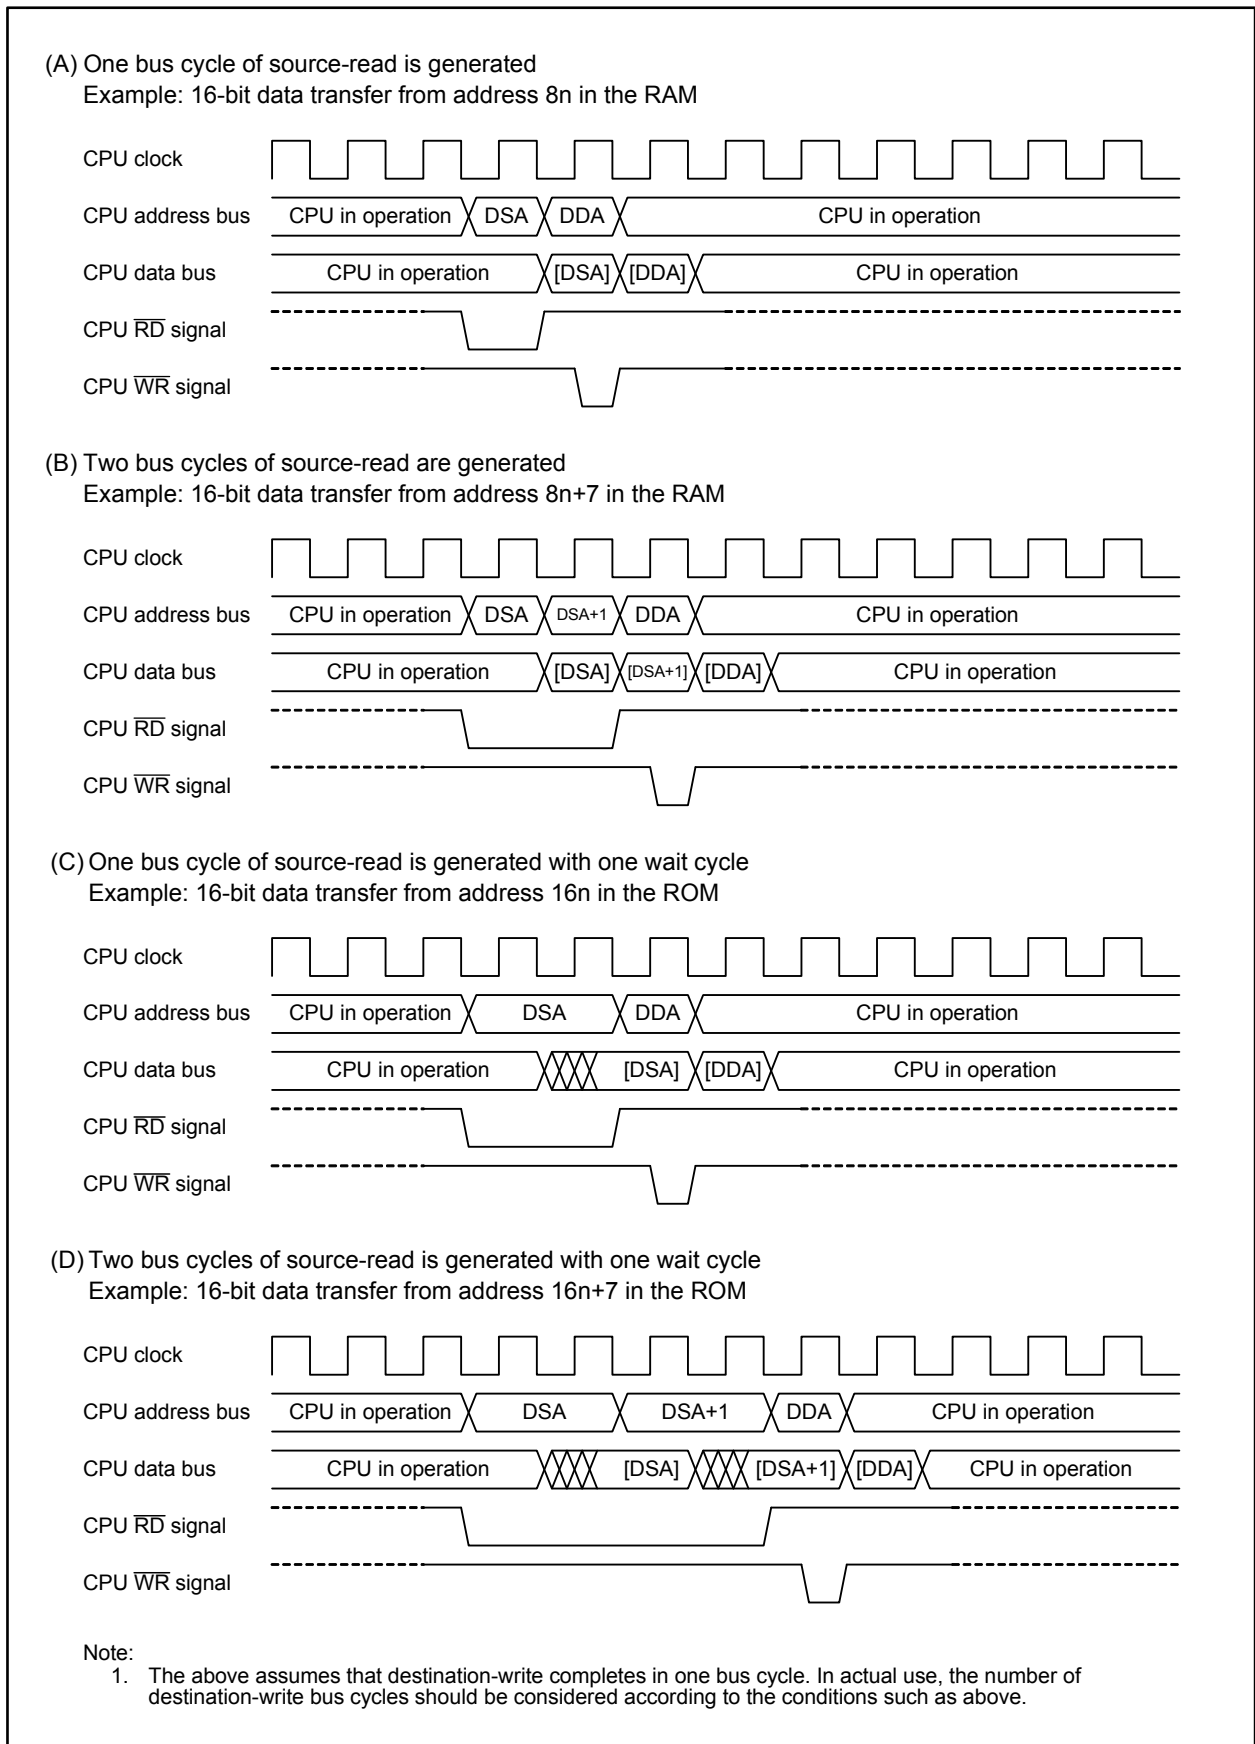 (A) One bus cycle of source-read is generated
Example: 16-bit data transfer from address 8n in the RAM
CPU clock
CPU address bus CPU in operation DSA DDA CPU in operation
CPU data bus CPU in operation [DSA] [DDA] CPU in operation
CPU R̅D̅ signal
CPU W̅R̅ signal
(B) Two bus cycles of source-read are generated
Example: 16-bit data transfer from address 8n+7 in the RAM
CPU clock
CPU address bus CPU in operation DSA DSA+1 DDA CPU in operation
CPU data bus CPU in operation [DSA] [DSA+1] [DDA] CPU in operation
CPU R̅D̅ signal
CPU W̅R̅ signal
(C) One bus cycle of source-read is generated with one wait cycle
Example: 16-bit data transfer from address 16n in the ROM
CPU clock
CPU address bus CPU in operation DSA DDA CPU in operation
CPU data bus CPU in operation [DSA] [DDA] CPU in operation
CPU R̅D̅ signal
CPU W̅R̅ signal
(D) Two bus cycles of source-read is generated with one wait cycle
Example: 16-bit data transfer from address 16n+7 in the ROM
CPU clock
CPU address bus CPU in operation DSA DSA+1 DDA CPU in operation
CPU data bus CPU in operation [DSA] [DSA+1] [DDA] CPU in operation
CPU R̅D̅ signal
CPU W̅R̅ signal
Note:
1. The above assumes that destination-write completes in one bus cycle. In actual use, the number of
destination-write bus cycles should be considered according to the conditions such as above.